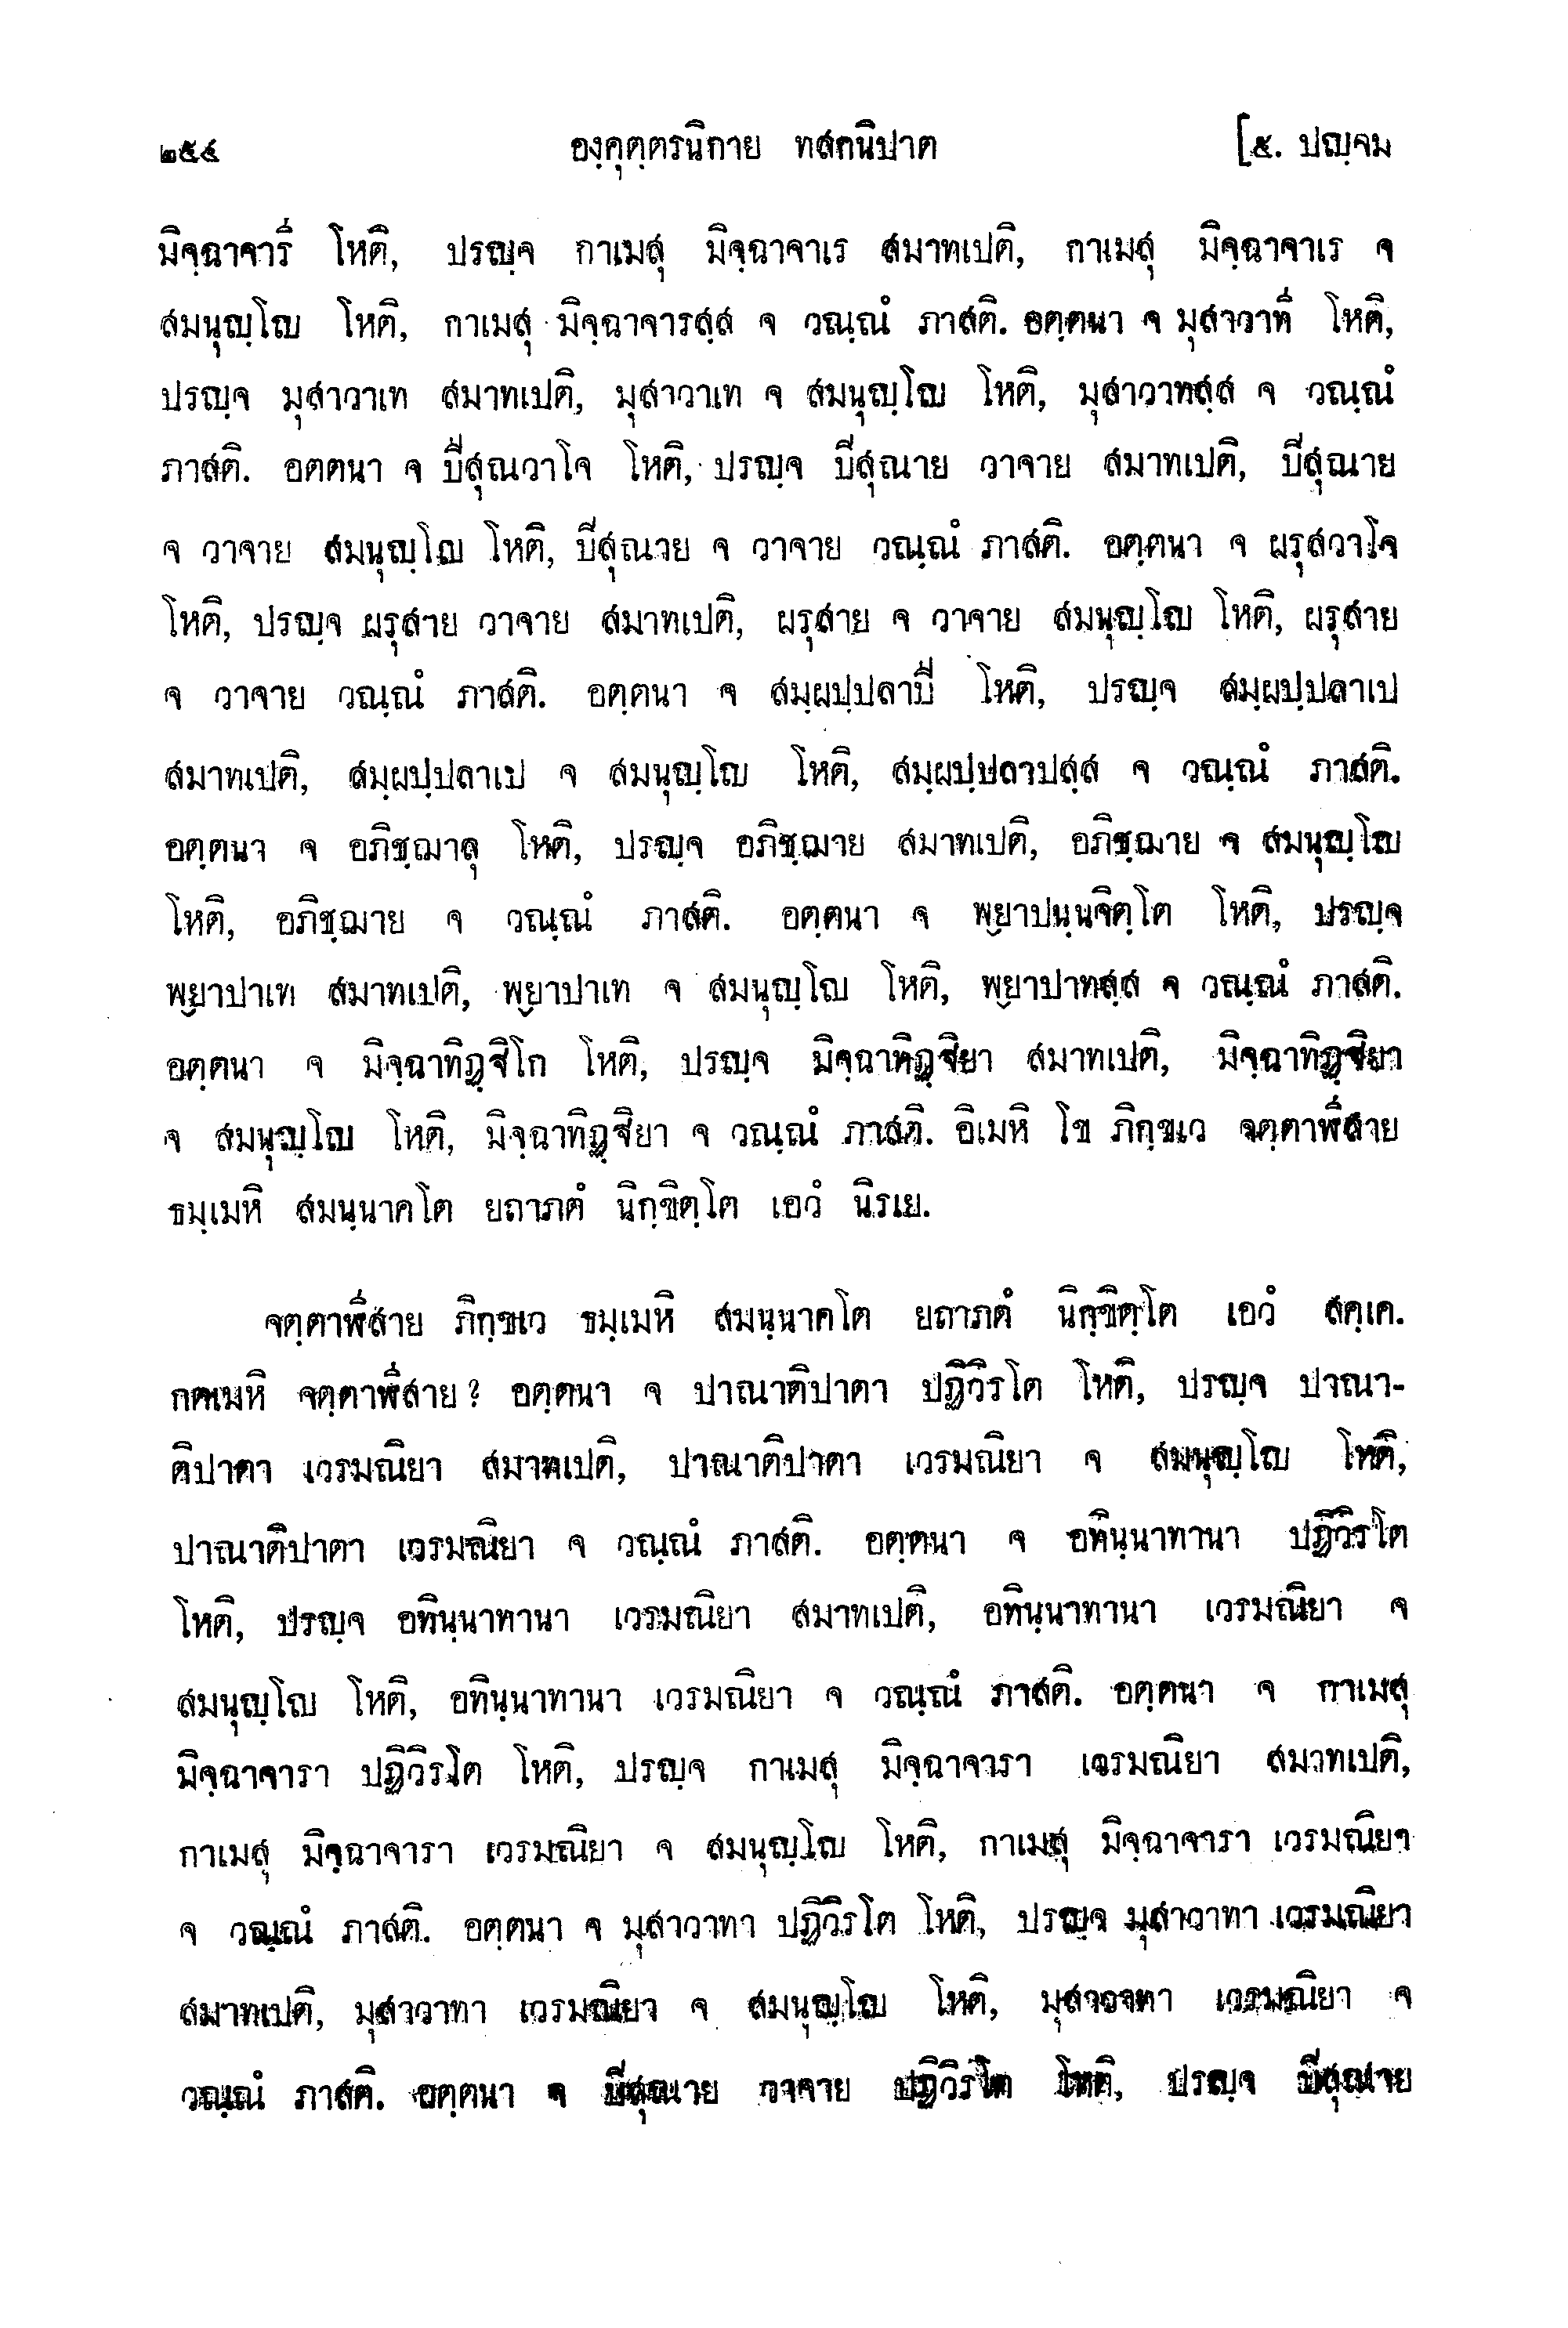 ๒๕๔ องฺคุตฺตรนิกาย ทสกนิปาต [๕. ปญฺจม
มิจฺฉาจารี โหติ, ปรญฺจ กาเมสุ มิจฺฉาจาเร สมาทเปติ, กาเมสุ มิจฺฉาจาเร จ
สมนุญฺโญ โหติ, กาเมสุ มิจฺฉาจารสฺส จ วณฺณํ ภาสติ. อตฺตนา จ มุสาวาที โหติ,
ปรญฺจ มุสาวาเท สมาทเปติ, มุสาวาเท จ สมนุญฺโญ โหติ, มุสาวาทสฺส จ วณฺณํ
ภาสติ. อตฺตนา จ ปีสุณวาโจ โหติ, ปรญฺจ ปีสุณาย วาจาย สมาทเปติ, ปีสุณาย
จ วาจาย สมนุญฺโญ โหติ, ปีสุณาย จ วาจาย วณฺณํ ภาสติ. อตฺตนา จ ผรุสวาโจ
โหติ, ปรญฺจ ผรุสาย วาจาย สมาทเปติ, ผรุสาย จ วาจาย สมนุญฺโญ โหติ, ผรุสาย
จ วาจาย วณฺณํ ภาสติ. อตฺตนา จ สมฺผปฺปลาปี โหติ, ปรญฺจ สมฺผปฺปลาเป
สมาทเปติ, สมฺผปฺปลาเป จ สมนุญฺโญ โหติ, สมฺผปฺปลาปสฺส จ วณฺณํ ภาสติ.
อตฺตนา จ อภิชฺฌาลุ โหติ, ปรญฺจ อภิชฺฌาย สมาทเปติ, อภิชฺฌาย จ สมนุญฺโญ
โหติ, อภิชฺฌาย จ วณฺณํ ภาสติ. อตฺตนา จ พฺยาปนฺนจิตฺโต โหติ, ปรญฺจ
พฺยาปาเท สมาทเปติ, พฺยาปาเท จ สมนุญฺโญ โหติ, พฺยาปาทสฺส จ วณฺณํ ภาสติ.
อตฺตนา จ มิจฺฉาทิฏฺฐิโก โหติ, ปรญฺจ มิจฺฉาทิฏฺฐิยา สมาทเปติ, มิจฺฉาทิฏฺฐิยา
จ สมนุญฺโญ โหติ, มิจฺฉาทิฏฺฐิยา จ วณฺณํ ภาสติ. อิเมหิ โข ภิกฺขเว จตฺตาฬีสาย
ธมฺเมหิ สมนฺนาคโต ยถาภตํ นิกฺขิตฺโต เอวํ นิรเย.
จตฺตาฬีสาย ภิกฺขเว ธมฺเมหิ สมนฺนาคโต ยถาภตํ นิกฺขิตฺโต เอวํ สคฺเค.
กตเมหิ จตฺตาฬีสาย? อตฺตนา จ ปาณาติปาตา ปฏิวิรโต โหติ, ปรญฺจ ปาณา-
ติปาตา เวรมณิยา สมาทเปติ, ปาณาติปาตา เวรมณิยา จ สมนุญฺโญ โหติ,
ปาณาติปาตา เวรมณิยา จ วณฺณํ ภาสติ. อตฺตนา จ อทินฺนาทานา ปฏิวิรโต
โหติ, ปรญฺจ อทินฺนาทานา เวรมณิยา สมาทเปติ, อทินฺนาทานา เวรมณิยา จ
สมนุญฺโญ โหติ, อทินฺนาทานา เวรมณิยา จ วณฺณํ ภาสติ. อตฺตนา จ กาเมสุ
มิจฺฉาจารา ปฏิวิรโต โหติ, ปรญฺจ กาเมสุ มิจฺฉาจารา เวรมณิยา สมาทเปติ,
กาเมสุ มิจฺฉาจารา เวรมณิยา จ สมนุญฺโญ โหติ, กาเมสุ มิจฺฉาจารา เวรมณิยา
จ วณฺณํ ภาสติ. อตฺตนา จ มุสาวาทา ปฏิวิรโต โหติ, ปรญฺจ มุสาวาทา เวรมณิยา
สมาทเปติ, มุสาวาทา เวรมณิยา จ สมนุญฺโญ โหติ, มุสาวาทา เวรมณิยา จ
วณฺณํ ภาสติ. อตฺตนา จ ปีสุณาย วาจาย ปฏิวิรโต โหติ, ปรญฺจ ปีสุณาย